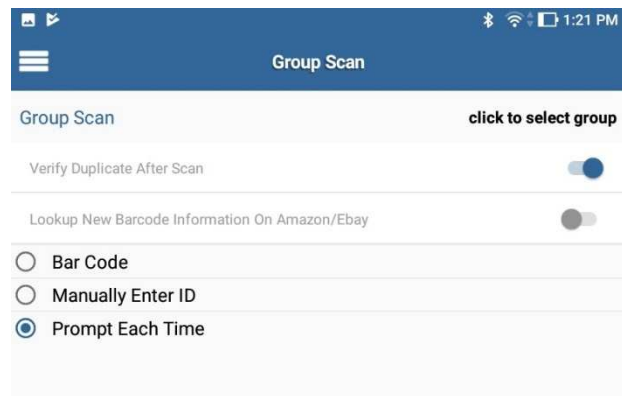 1:21 PM
Group Scan
Group Scan click to select group
Verify Duplicate After Scan
Lookup New Barcode Information On Amazon/Ebay
Bar Code
Manually Enter ID
Prompt Each Time